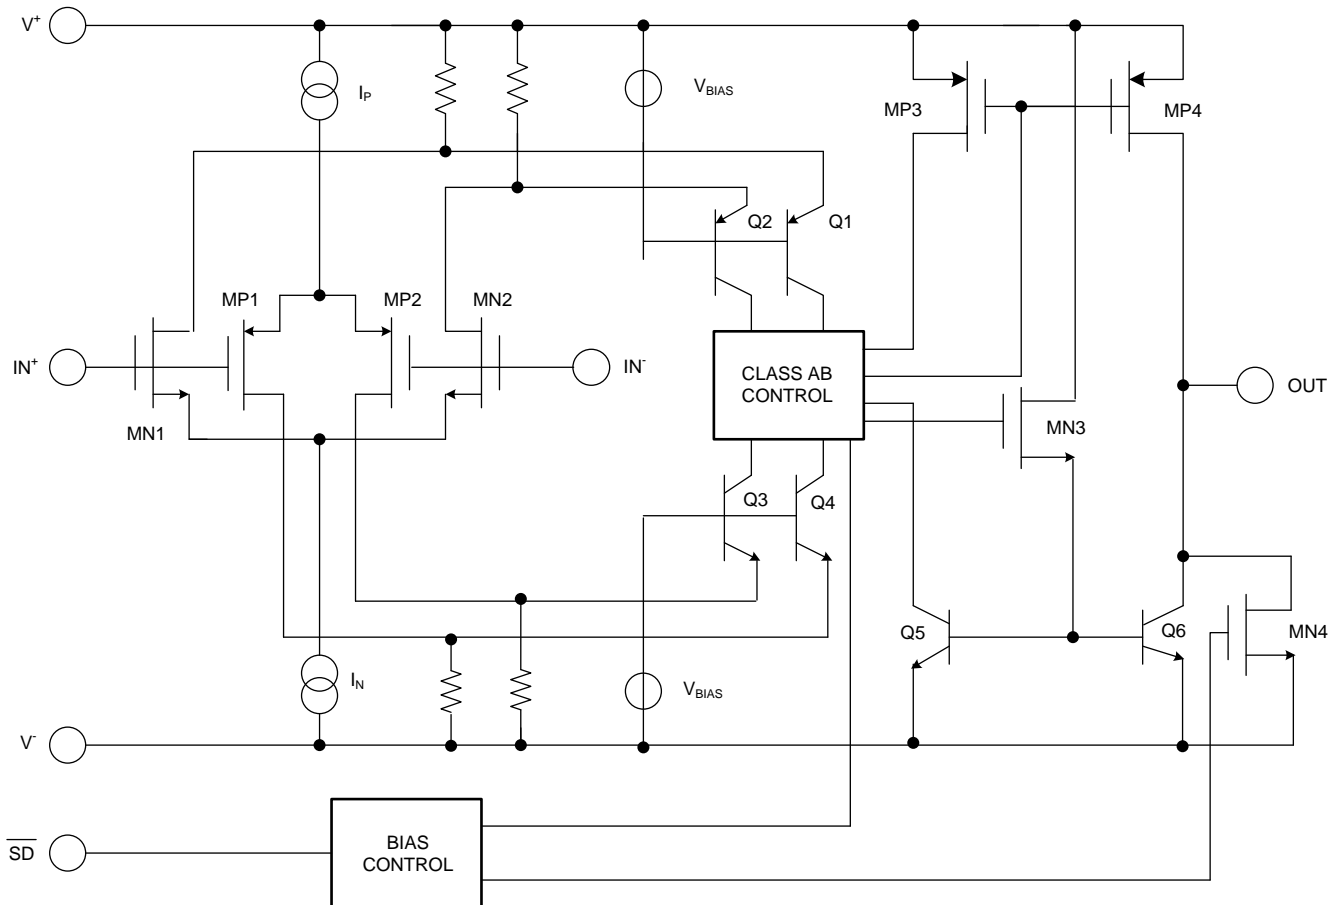 V+
IP
VBIAS
MP3
MP4
Q2
Q1
MP1
MP2
MN2
IN+
IN-
CLASS AB
CONTROL
OUT
MN1
MN3
Q3
Q4
Q5
Q6
MN4
IN
VBIAS
V-
SD
BIAS
CONTROL